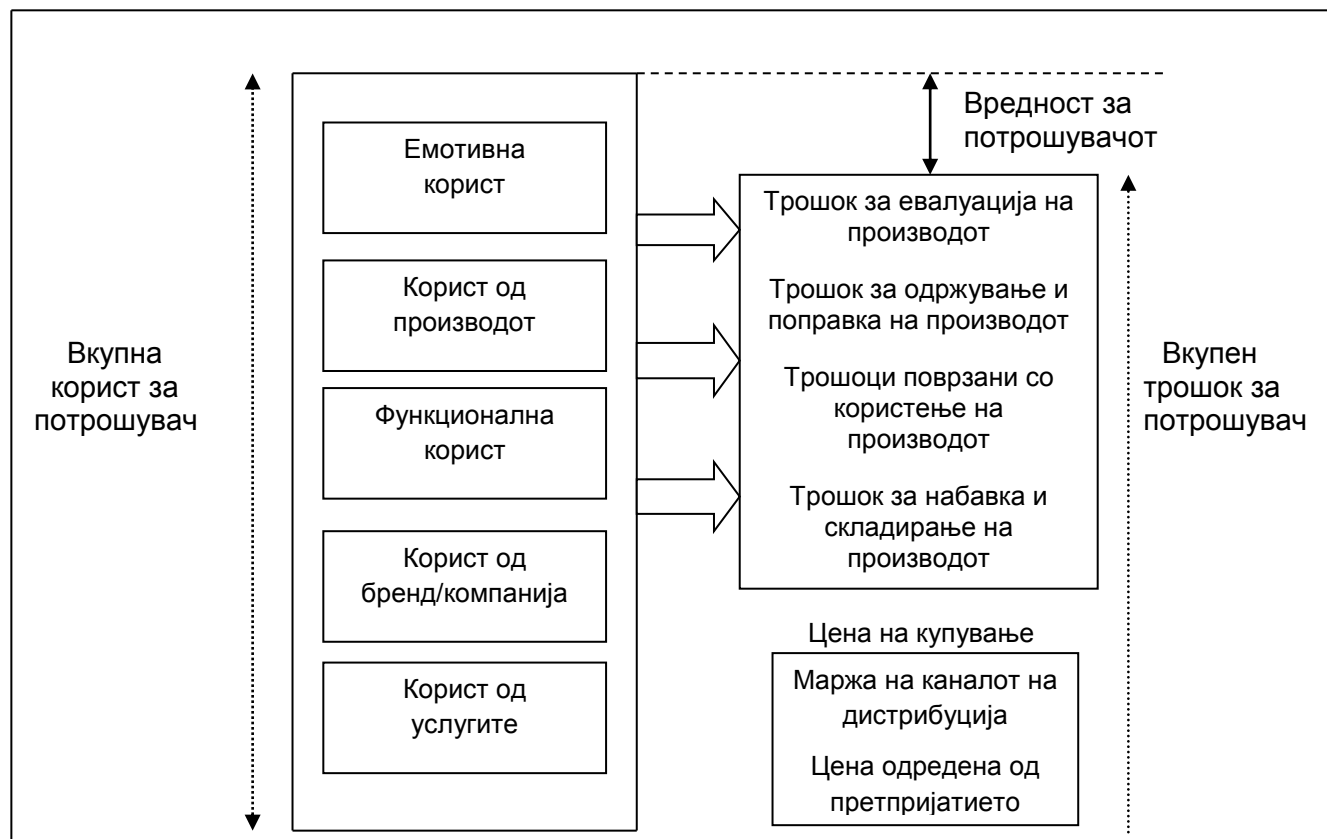 Вкупна
корист за
потрошувач
Емотивна
корист
Корист од
производот
Функционална
корист
Корист од
бренд/компанија
Корист од
услугите
Вредност за
потрошувачот
Трошок за евалуација на
производот
Трошок за одржување и
поправка на производот
Трошоци поврзани со
користење на
производот
Трошок за набавка и
складирање на
производот
Цена на купување
Маржа на каналот на
дистрибуција
Цена одредена од
претпријатието
Вкупен
трошок за
потрошувач